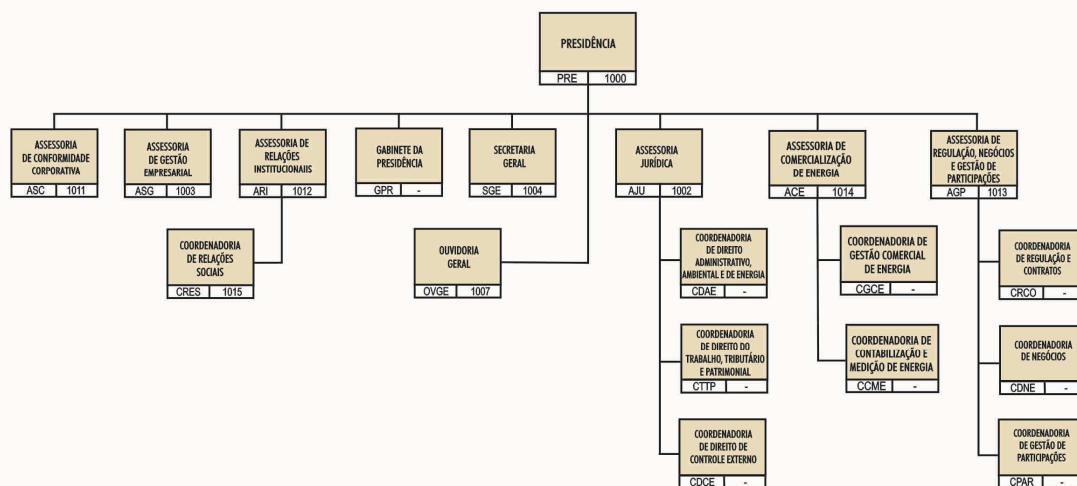 PRESIDÊNCIA
PRE 1000
ASSESSORIA
DE CONFORMIDADE
CORPORATIVA
ASC 1011
ASSESSORIA
DE GESTÃO
EMPRESARIAL
ASG 1003
ASSESSORIA DE
RELAÇÕES
INSTITUCIONAIS
ARI 1012
GABINETE DA
PRESIDÊNCIA
GPR -
SECRETARIA
GERAL
SGE 1004
ASSESSORIA
JURÍDICA
AJU 1002
ASSESSORIA DE
COMERCIALIZAÇÃO
DE ENERGIA
ACE 1014
ASSESSORIA DE
REGULAÇÃO, NEGÓCIOS
E GESTÃO DE
PARTICIPAÇÕES
AGP 1013
COORDENADORIA
DE RELAÇÕES
SOCIAIS
CRES 1015
OUVIDORIA
GERAL
OVGE 1007
COORDENADORIA
DE DIREITO
ADMINISTRATIVO,
AMBIENTAL E DE ENERGIA
CDAE -
COORDENADORIA DE
GESTÃO COMERCIAL
DE ENERGIA
CGCE -
COORDENADORIA
DE REGULAÇÃO E
CONTRATOS
CRCO -
COORDENADORIA
DE DIREITO DO
TRABALHO, TRIBUTÁRIO
E PATRIMONIAL
CTTP -
COORDENADORIA DE
CONTABILIZAÇÃO E
MEDIÇÃO DE ENERGIA
CCME -
COORDENADORIA
DE NEGÓCIOS
CDNE -
COORDENADORIA
DE DIREITO DE
CONTROLE EXTERNO
CDCE -
COORDENADORIA
DE GESTÃO DE
PARTICIPAÇÕES
CPAR -